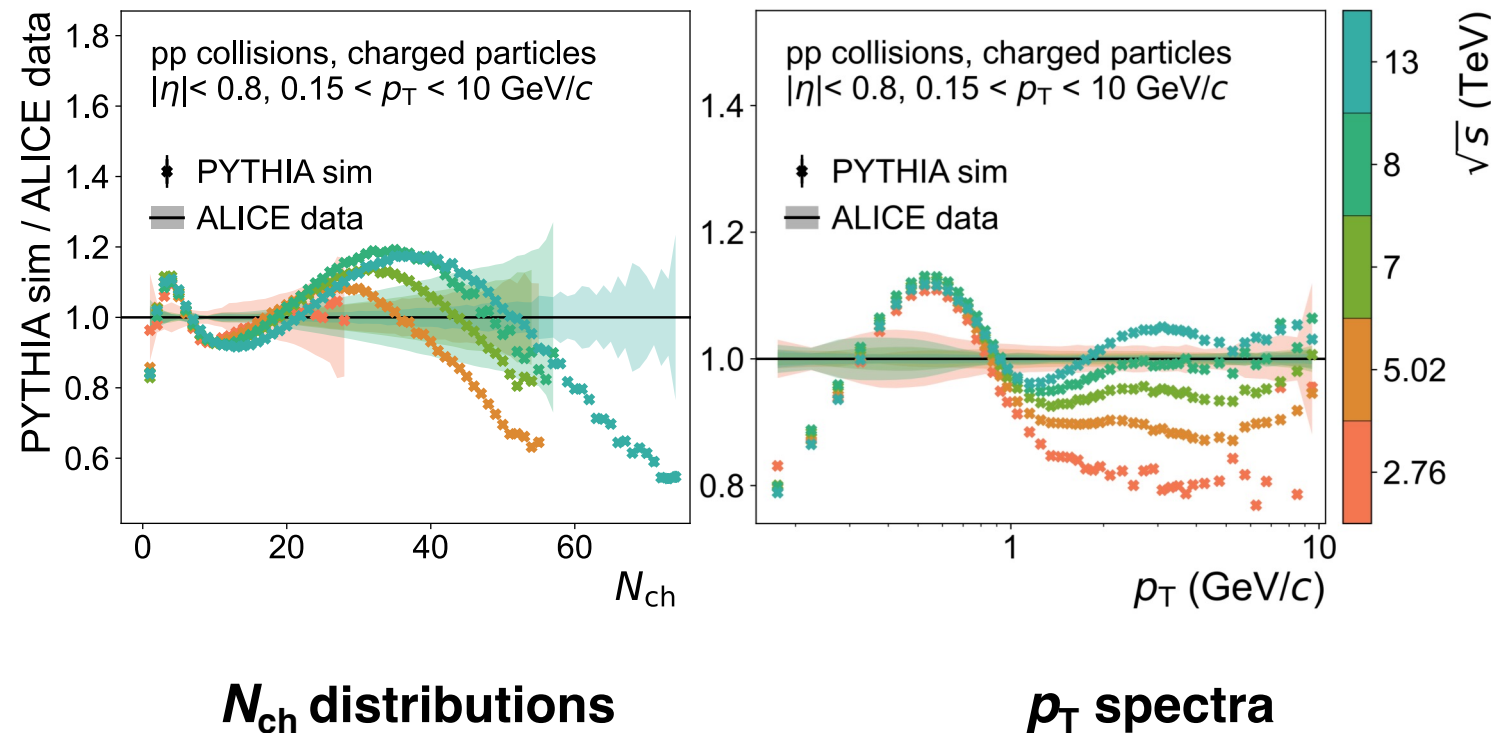 PYTHIA sim / ALICE data
1.8
1.6
1.4
1.2
1.0
0.8
0.6
pp collisions, charged particles
|η|< 0.8, 0.15 < pT < 10 GeV/c
PYTHIA sim
ALICE data
0
20
40
60
Nch
1.4
1.2
1.0
0.8
pp collisions, charged particles
|η|< 0.8, 0.15 < pT < 10 GeV/c
PYTHIA sim
ALICE data
1
10
pT (GeV/c)
13
8
7
5.02
2.76
√s (TeV)
Nch distributions
pT spectra